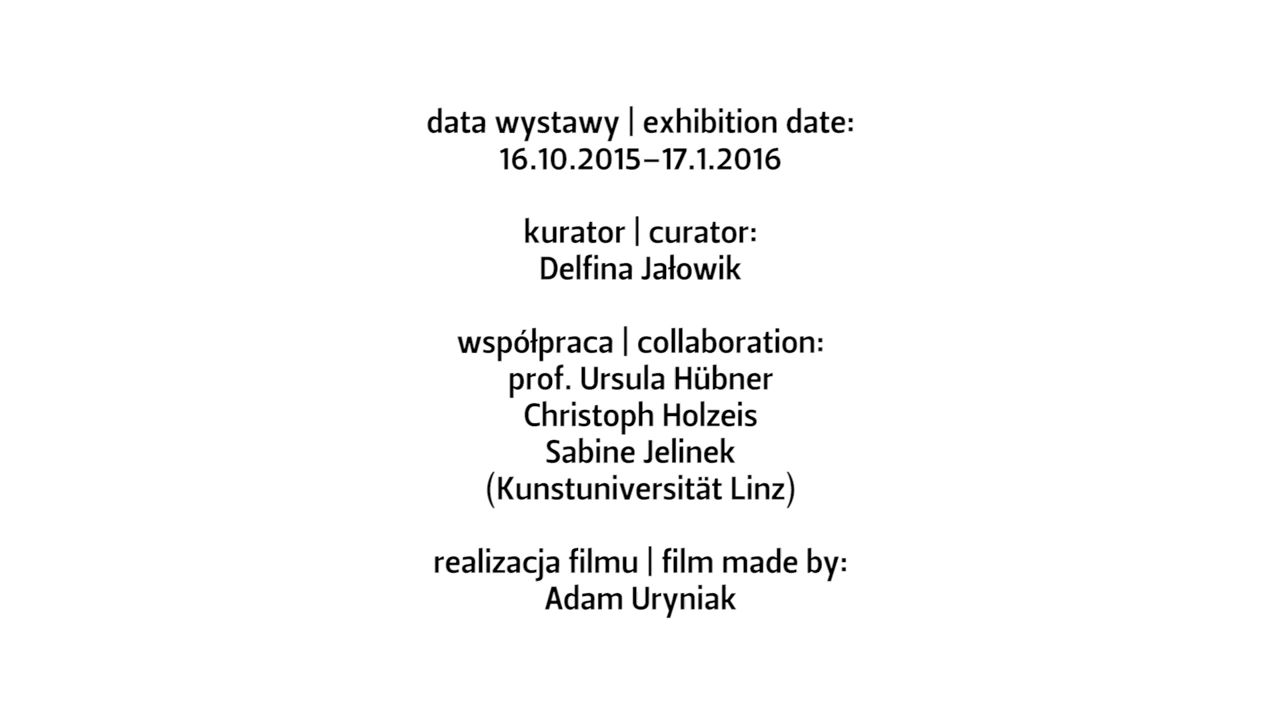 data wystawy | exhibition date:
16.10.2015–17.1.2016
kurator | curator:
Delfina Jałowik
współpraca | collaboration:
prof. Ursula Hübner
Christoph Holzeis
Sabine Jelinek
(Kunstuniversität Linz)
realizacja filmu | film made by:
Adam Uryniak